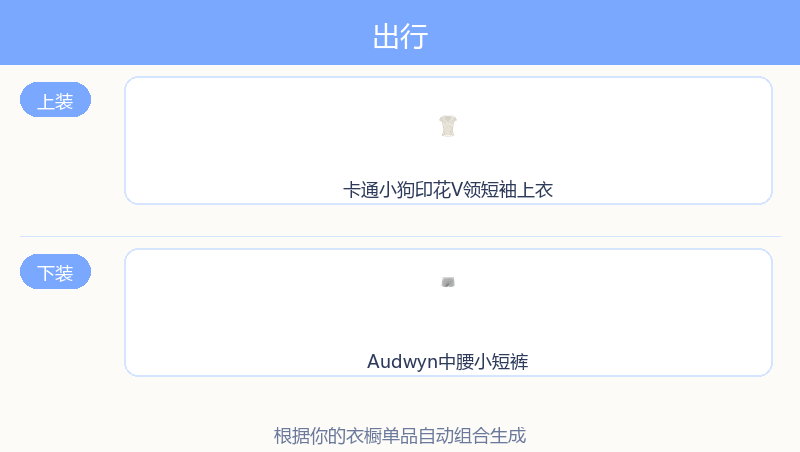 出行
上装
卡通小狗印花V领短袖上衣
下装
Audwyn中腰小短裤
根据你的衣橱单品自动组合生成